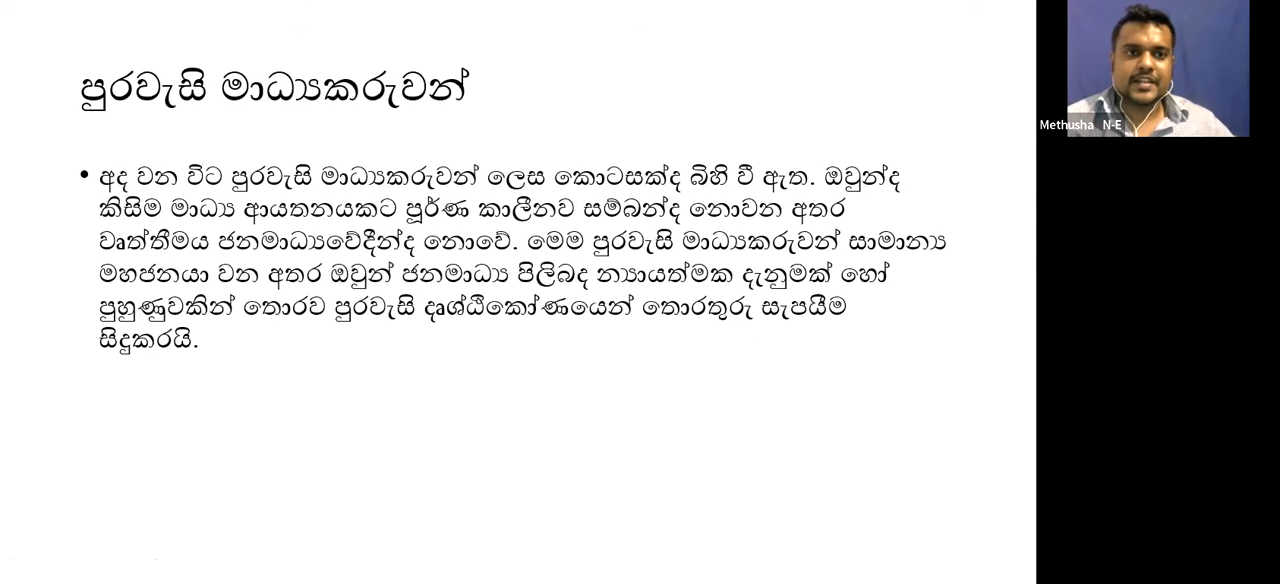 පුරවැසි මාධ්‍යකරුවන්
• අද වන විට පුරවැසි මාධ්‍යකරුවන් ලෙස කොටසක්ද බිහි වී ඇත. ඔවුන්ද
කිසිම මාධ්‍ය ආයතනයකට පූර්ණ කාලීනව සම්බන්ද නොවන අතර
වෘත්තීමය ජනමාධ්‍යවේදීන්ද නොවේ. මෙම පුරවැසි මාධ්‍යකරුවන් සාමාන්‍ය
මහජනයා වන අතර ඔවුන් ජනමාධ්‍ය පිලිබද න්‍යායත්මක දැනුමක් හෝ
පුහුණුවකින් තොරව පුරවැසි දෘශ්ඨිකෝණයෙන් තොරතුරු සැපයීම
සිදුකරයි.
Methusha N-E